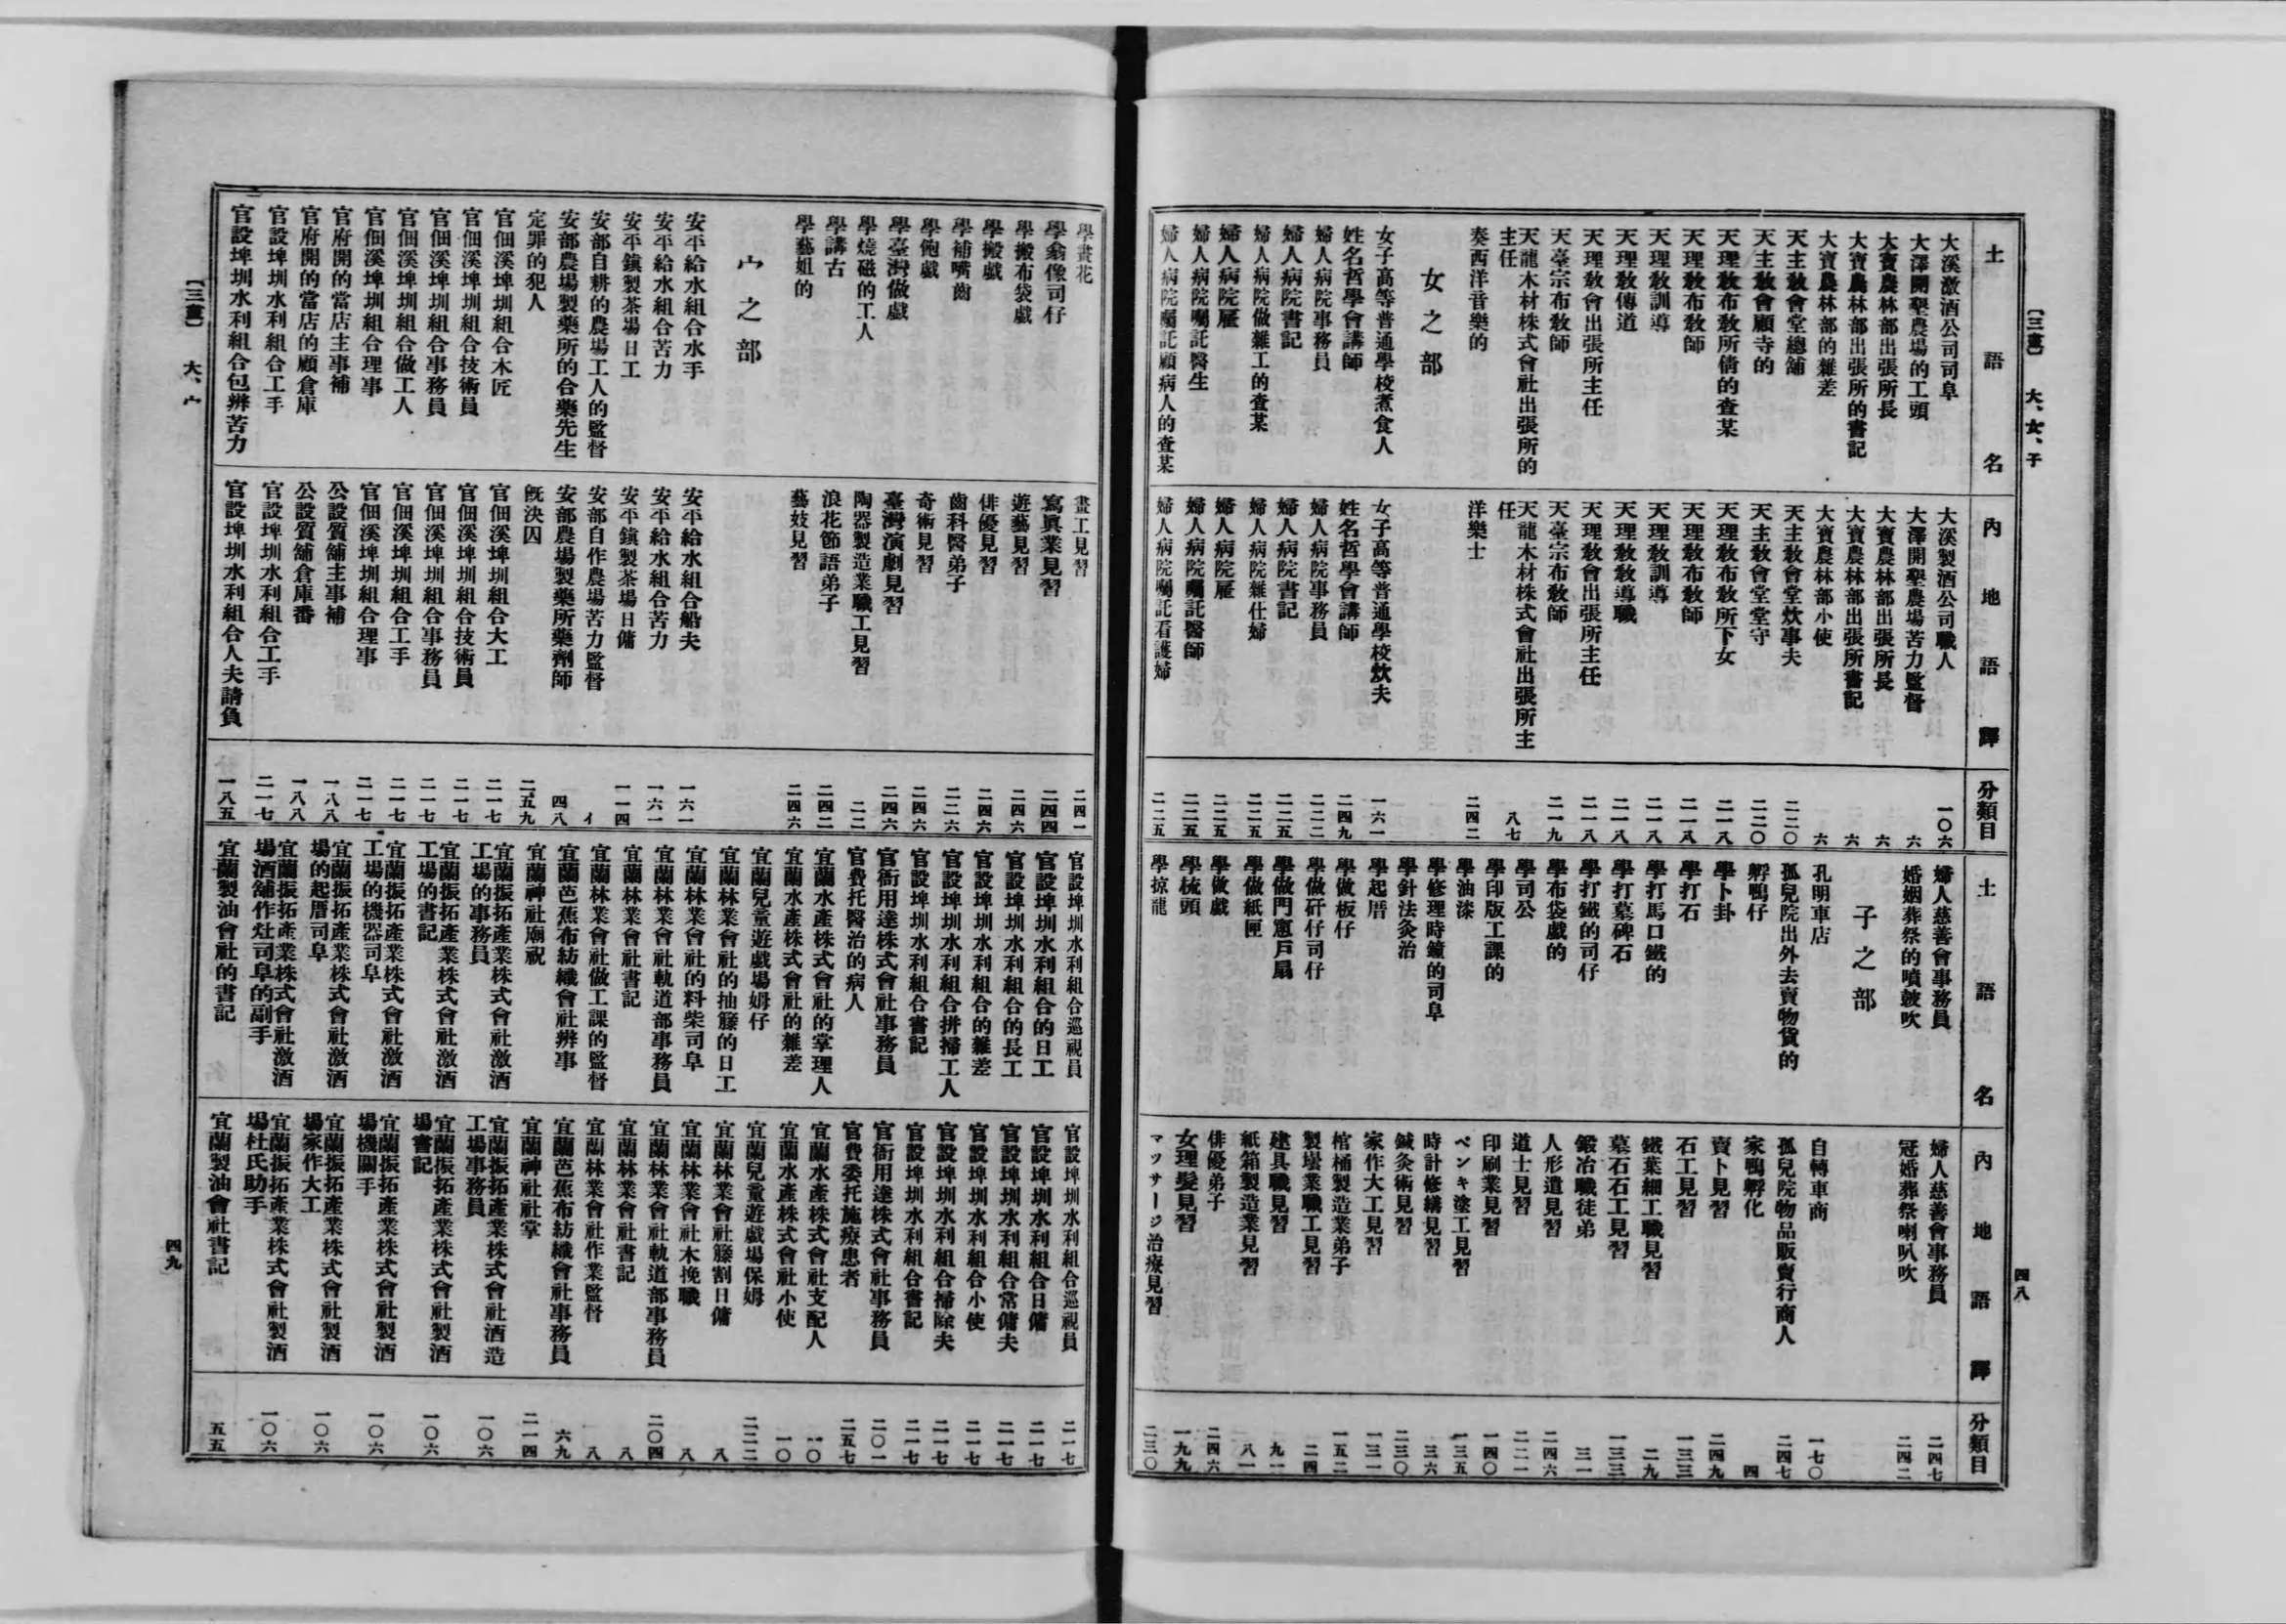 〔三畫〕 大、女、子
四八
土語名
內地語譯
分類目
大溪激酒公司司阜
大澤開墾農場的工頭
大寶農林部出張所長
大寶農林部出張所的書記
大寶農林部的雜差
天主敎會堂總舖
天主敎會顧寺的
天理敎布敎所倩的查某
天理敎布敎師
天理敎訓導
天理敎傳道
天理敎會出張所主任
天臺宗布敎師
天龍木材株式會社出張所的
主任
奏西洋音樂的
女之部
女子高等普通學校煮食人
姓名哲學會講師
婦人病院事務員
婦人病院書記
婦人病院做雜工的查某
婦人病院雇
婦人病院囑託醫生
婦人病院囑託顧病人的查某
大溪製酒公司職人
大澤開墾農場苦力監督
大寶農林部出張所長
大寶農林部出張所書記
大寶農林部小使
天主敎會堂炊事夫
天主敎會堂堂守
天理敎布敎所下女
天理敎布敎師
天理敎訓導
天理敎敎導職
天理敎會出張所主任
天臺宗布敎師
天龍木材株式會社出張所主
任
洋樂士
女子高等普通學校炊夫
姓名哲學會講師
婦人病院事務員
婦人病院書記
婦人病院雜仕婦
婦人病院雇
婦人病院囑託醫師
婦人病院囑託看護婦
一〇六
六
六
六
六
二二〇
二二〇
二一八
二一八
二一八
二一八
二一八
二一九
八七
二四二
一六一
二四九
二二二
二二五
二二五
二二五
二二五
二二五
土語名
內地語譯
分類目
婦人慈善會事務員
婚姻葬祭的噴皷吹
子之部
孔明車店
孤兒院出外去賣物貨的
孵鴨仔
學卜卦
學打石
學打馬口鐵的
學打墓碑石
學打鐵的司仔
學布袋戲的
學司公
學印版工課的
學油漆
學修理時鐘的司阜
學針法灸治
學起厝
學做板仔
學做矸仔司仔
學做門窓戶扇
學做紙匣
學做戲
學梳頭
學掠龍
婦人慈善會事務員
冠婚葬祭喇叭吹
自轉車商
孤兒院物品販賣行商人
家鴨孵化
賣卜見習
石工見習
鐵葉細工職見習
墓石石工見習
鍛冶職徒弟
人形遣見習
道士見習
印刷業見習
ペンキ塗工見習
時計修繕見習
鍼灸術見習
家作大工見習
棺桶製造業弟子
製壜業職工見習
建具職見習
紙箱製造業見習
俳優弟子
女理髮見習
マッサージ治療見習
二四七
二四二
一七〇
二四七
四
二四九
一三三
二九
一三三
三一
二四六
二二一
一四〇
一三五
三六
二三〇
一三一
一五二
二四
九一
八一
二四六
一九九
二三〇
學畫花
學翁像司仔
學搬布袋戲
學搬戲
學補嘴齒
學飽戲
學臺灣做戲
學燒磁的工人
學講古
學藝妲的
宀之部
安平給水組合水手
安平給水組合苦力
安平鎭製茶場日工
安部自耕的農場工人的監督
安部農場製藥所的合藥先生
定罪的犯人
官佃溪埤圳組合木匠
官佃溪埤圳組合技術員
官佃溪埤圳組合事務員
官佃溪埤圳組合做工人
官佃溪埤圳組合理事
官府開的當店主事補
官府開的當店的顧倉庫
官設埤圳水利組合工手
官設埤圳水利組合包辨苦力
畫工見習
寫眞業見習
遊藝見習
俳優見習
齒科醫弟子
奇術見習
臺灣演劇見習
陶器製造業職工見習
浪花節語弟子
藝妓見習
安平給水組合船夫
安平給水組合苦力
安平鎭製茶場日傭
安部自作農場苦力監督
安部農場製藥所藥劑師
旣決囚
官佃溪埤圳組合大工
官佃溪埤圳組合技術員
官佃溪埤圳組合事務員
官佃溪埤圳組合工手
官佃溪埤圳組合理事
公設質舖主事補
公設質舖倉庫番
官設埤圳水利組合工手
官設埤圳水利組合人夫請負
二四一
二四四
二四六
二四六
二二六
二四六
二四六
二二
二四二
二四六
一六一
一六一
一一四
イ
四八
二五九
二一七
二一七
二一七
二一七
二一七
一八八
一八八
二一七
一八五
官設埤圳水利組合巡視員
官設埤圳水利組合的日工
官設埤圳水利組合的長工
官設埤圳水利組合的雜差
官設埤圳水利組合拼掃工人
官設埤圳水利組合書記
官衙用達株式會社事務員
官費托醫治的病人
宜蘭水產株式會社的掌理人
宜蘭水產株式會社的雜差
宜蘭兒童遊戲場姆仔
宜蘭林業會社的抽籐的日工
宜蘭林業會社的料柴司阜
宜蘭林業會社軌道部事務員
宜蘭林業會社書記
宜蘭林業會社做工課的監督
宜蘭芭蕉布紡織會社辨事
宜蘭神社廟祝
宜蘭振拓產業株式會社激酒
工場的事務員
宜蘭振拓產業株式會社激酒
工場的書記
宜蘭振拓產業株式會社激酒
工場的機器司阜
宜蘭振拓產業株式會社激酒
場的起厝司阜
宜蘭振拓產業株式會社激酒
場酒舖作灶司阜的副手
宜蘭製油會社的書記
官設埤圳水利組合巡視員
官設埤圳水利組合日傭
官設埤圳水利組合常傭夫
官設埤圳水利組合小使
官設埤圳水利組合掃除夫
官設埤圳水利組合書記
官衙用達株式會社事務員
官費委托施療患者
宜蘭水產株式會社支配人
宜蘭水產株式會社小使
宜蘭兒童遊戲場保姆
宜蘭林業會社籐割日傭
宜蘭林業會社木挽職
宜蘭林業會社軌道部事務員
宜蘭林業會社書記
宜蘭林業會社作業監督
宜蘭芭蕉布紡織會社事務員
宜蘭神社社掌
宜蘭振拓產業株式會社酒造
工場事務員
宜蘭振拓產業株式會社製酒
場書記
宜蘭振拓產業株式會社製酒
場機關手
宜蘭振拓產業株式會社製酒
場家作大工
宜蘭振拓產業株式會社製酒
場杜氏助手
宜蘭製油會社書記
二一七
二一七
二一七
二一七
二一七
二一七
二〇一
二五七
一〇
一〇
二二二
八
八
二〇四
八
八
六九
二一四
一〇六
一〇六
一〇六
一〇六
一〇六
五五
〔三畫〕 大、宀
四九